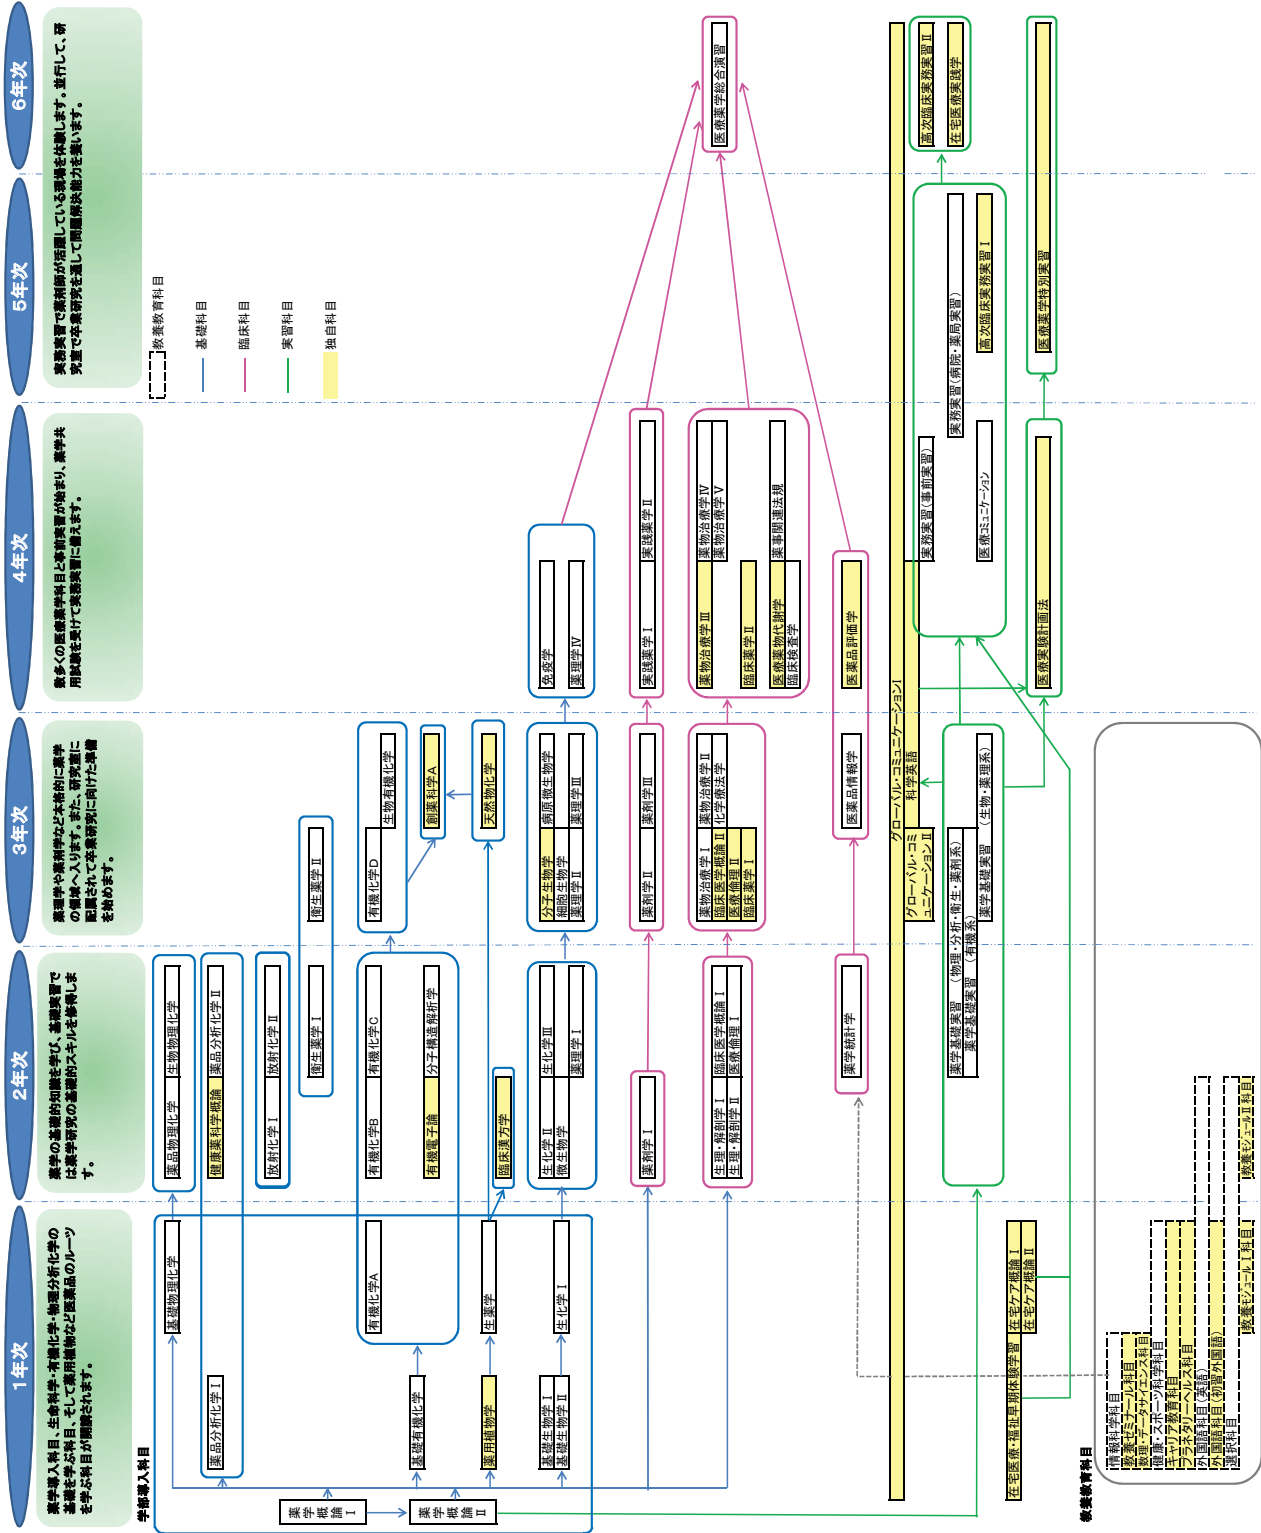 1年次
2年次
3年次
4年次
5年次
6年次
薬学導入科目、生命科学・有機化学・物理分析化学の
基礎を学ぶ科目、そして薬用植物など医薬品のルーツ
を学ぶ科目が開講されます。
薬学の基礎的知識を学び、基礎実習で
は薬学研究の基礎的スキルを修得しま
す。
薬理学や薬剤学など本格的に薬学
の領域へ入ります。また、研究室に
配属されて卒業研究に向けた準備
を始めます。
数多くの医療薬学科目と事前実習が始まり、薬学共
用試験を受けて実務実習に備えます。
実務実習で薬剤師が活躍している現場を体験します。並行して、研
究室で卒業研究を通して問題解決能力を養います。
教養教育科目
基礎科目
臨床科目
実習科目
独自科目
学部導入科目
薬学概論Ⅰ
薬学概論Ⅱ
基礎物理化学
薬品物理化学
生物物理化学
薬品分析化学Ⅰ
健康薬科学概論
薬品分析化学Ⅱ
放射化学Ⅰ
放射化学Ⅱ
衛生薬学Ⅰ
衛生薬学Ⅱ
基礎有機化学
有機化学A
有機化学B
有機化学C
有機化学D
生物有機化学
有機電子論
分子構造解析学
創薬科学A
薬用植物学
生薬学
天然物化学
臨床漢方学
基礎生物学Ⅰ
基礎生物学Ⅱ
生化学Ⅰ
生化学Ⅱ
微生物学
生化学Ⅲ
薬理学Ⅰ
分子生物学
細胞生物学
薬理学Ⅱ
病原微生物学
薬理学Ⅲ
免疫学
薬理学Ⅳ
薬剤学Ⅰ
薬剤学Ⅱ
薬剤学Ⅲ
実践薬学Ⅰ
実践薬学Ⅱ
生理・解剖学Ⅰ
生理・解剖学Ⅱ
臨床医学概論Ⅰ
医療倫理Ⅰ
薬物治療学Ⅰ
臨床医学概論Ⅱ
医療倫理Ⅱ
臨床薬学Ⅰ
薬物治療学Ⅱ
化学療法学
薬物治療学Ⅲ
臨床薬学Ⅱ
医療薬物代謝学
臨床検査学
薬物治療学Ⅳ
薬物治療学Ⅴ
薬事関連法規
医療薬学総合演習
薬学統計学
医薬品情報学
医薬品評価学
グローバル・コミュニケーションⅠ
グローバル・コミ
ュニケーションⅡ
科学英語
実務実習(事前実習)
実務実習(病院・薬局実習)
医療コミュニケーション
高次臨床実務実習Ⅰ
高次臨床実務実習Ⅱ
在宅医療実践学
薬学基礎実習 (物理・分析・衛生・薬剤系)
薬学基礎実習 (有機系)
薬学基礎実習 (生物・薬理系)
在宅医療・福祉早期体験学習
在宅ケア概論Ⅰ
在宅ケア概論Ⅱ
医療実験計画法
医療薬学特別実習
教養教育科目
情報科学科目
教養セミナール科目
数理・データサイエンス科目
健康・スポーツ科学科目
キャリア教育科目
プラネタリーヘルス科目
外国語科目(英語)
外国語科目(初習外国語)
選択科目
教養モジュールⅠ科目
教養モジュールⅡ科目